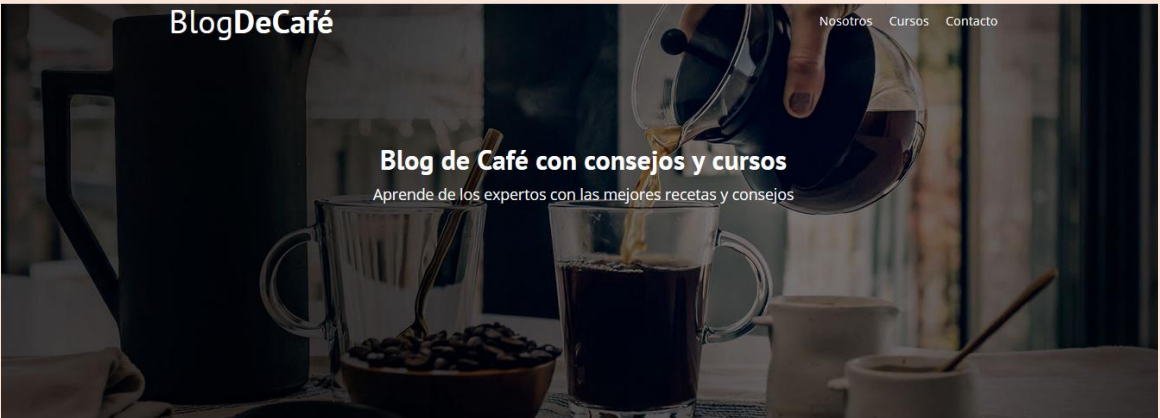 BlogDeCafé
Nosotros Cursos Contacto
Blog de Café con consejos y cursos
Aprende de los expertos con las mejores recetas y consejos